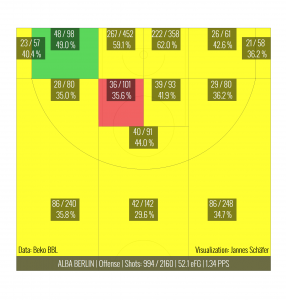 48 / 98
49.0 %
267 / 452
59.1 %
222 / 358
62.0 %
26 / 61
42.6 %
23 / 57
40.4 %
21 / 58
36.2 %
28 / 80
35.0 %
36 / 101
35.6 %
39 / 93
41.9 %
29 / 80
36.2 %
40 / 91
44.0 %
86 / 240
35.8 %
42 / 142
29.6 %
86 / 248
34.7 %
Data: Beko BBL
Visualization: Jannes Schäfer
ALBA BERLIN | Offense | Shots: 994 / 2160 | 52.1 eFG | 1.34 PPS